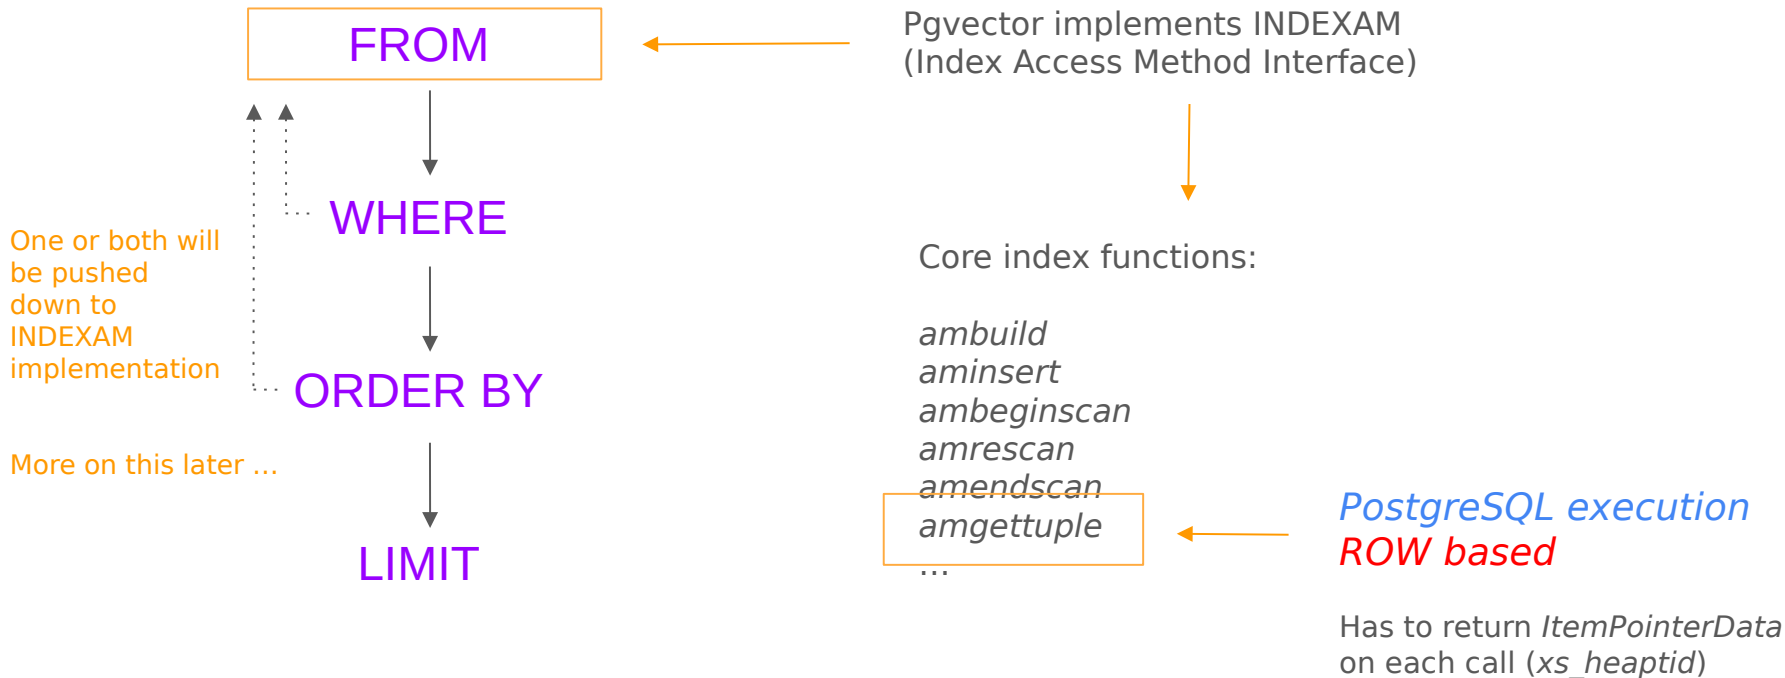 FROM
WHERE
ORDER BY
LIMIT
One or both will
be pushed
down to
INDEXAM
implementation
More on this later …
Pgvector implements INDEXAM
(Index Access Method Interface)
Core index functions:
ambuild
aminsert
ambeginscan
amrescan
amendscan
amgettuple
…
PostgreSQL execution
ROW based
Has to return ItemPointerData
on each call (xs_heaptid)